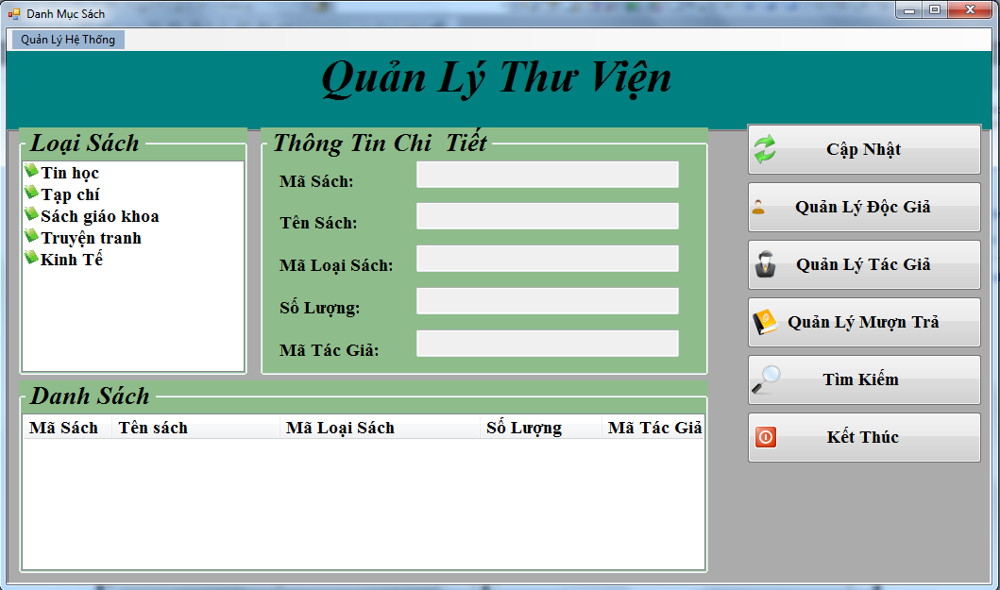 Danh Mục Sách
Quản Lý Hệ Thống
Quản Lý Thư Viện
Loại Sách
Tin học
Tạp chí
Sách giáo khoa
Truyện tranh
Kinh Tế
Thông Tin Chi Tiết
Mã Sách:
Tên Sách:
Mã Loại Sách:
Số Lượng:
Mã Tác Giả:
Cập Nhật
Quản Lý Độc Giả
Quản Lý Tác Giả
Quản Lý Mượn Trả
Tìm Kiếm
Kết Thúc
Danh Sách
Mã Sách Tên sách Mã Loại Sách Số Lượng Mã Tác Giả